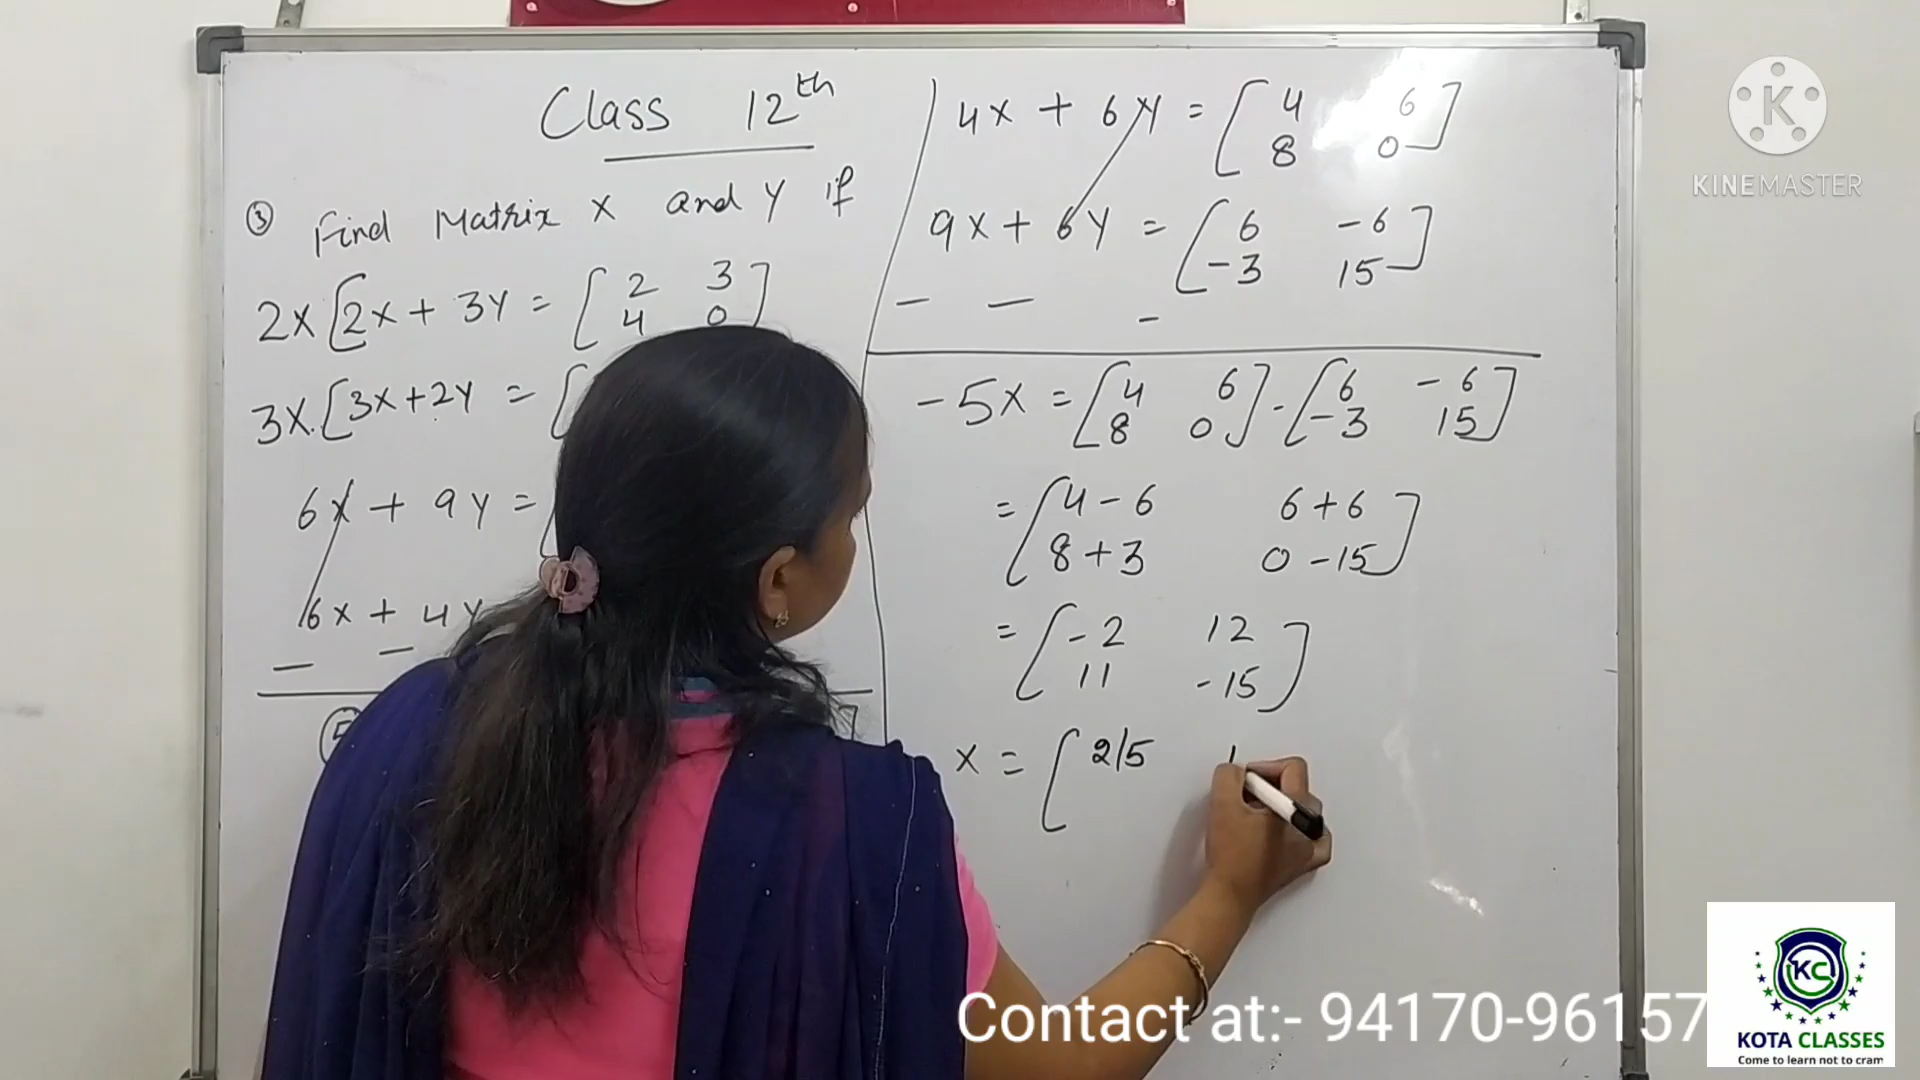 Class 12th
③ Find Matrix X and Y if
2x[2x + 3y = [2 3
4 0]
3x.[3x+2y = [
6x + 9y = [
6x + 4y
— —
4x + 6y = [4 6
8 0]
9x + 6y = [6 -6
-3 15]
— — -
-5x = [4 6
8 0] - [6 -6
-3 15]
= [4-6 6+6
8+3 0-15]
= [-2 12
11 -15]
x = [2/5
KINEMASTER
Contact at:- 94170-96157
KC
KOTA CLASSES
Come to learn not to cram